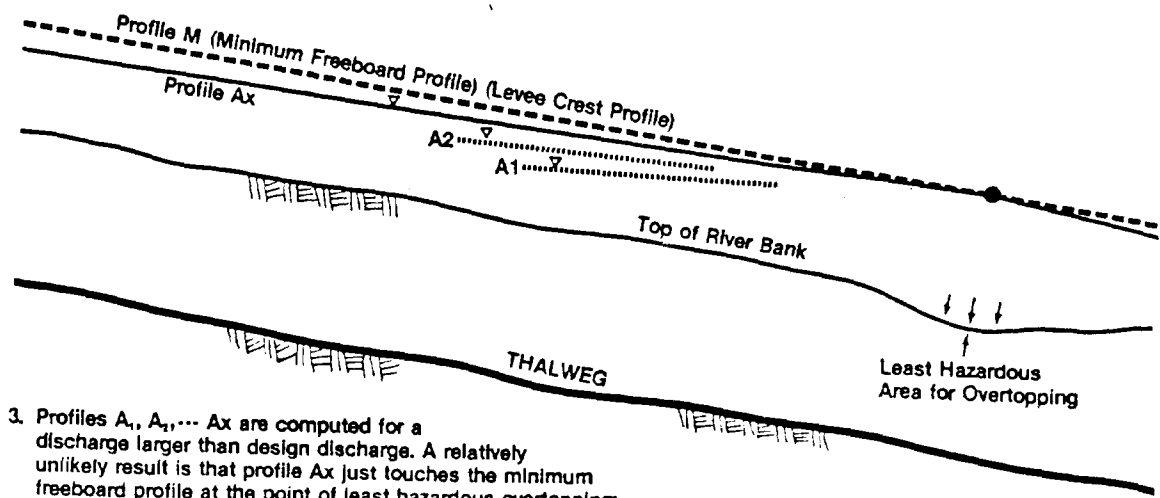 Profile M (Minimum Freeboard Profile) (Levee Crest Profile)
Profile Ax
A2
A1
Top of River Bank
Least Hazardous
Area for Overtopping
THALWEG
3. Profiles A₁, A₂,··· Ax are computed for a
discharge larger than design discharge. A relatively
unlikely result is that profile Ax just touches the minimum
freeboard profile at the point of least hazardous overtopping